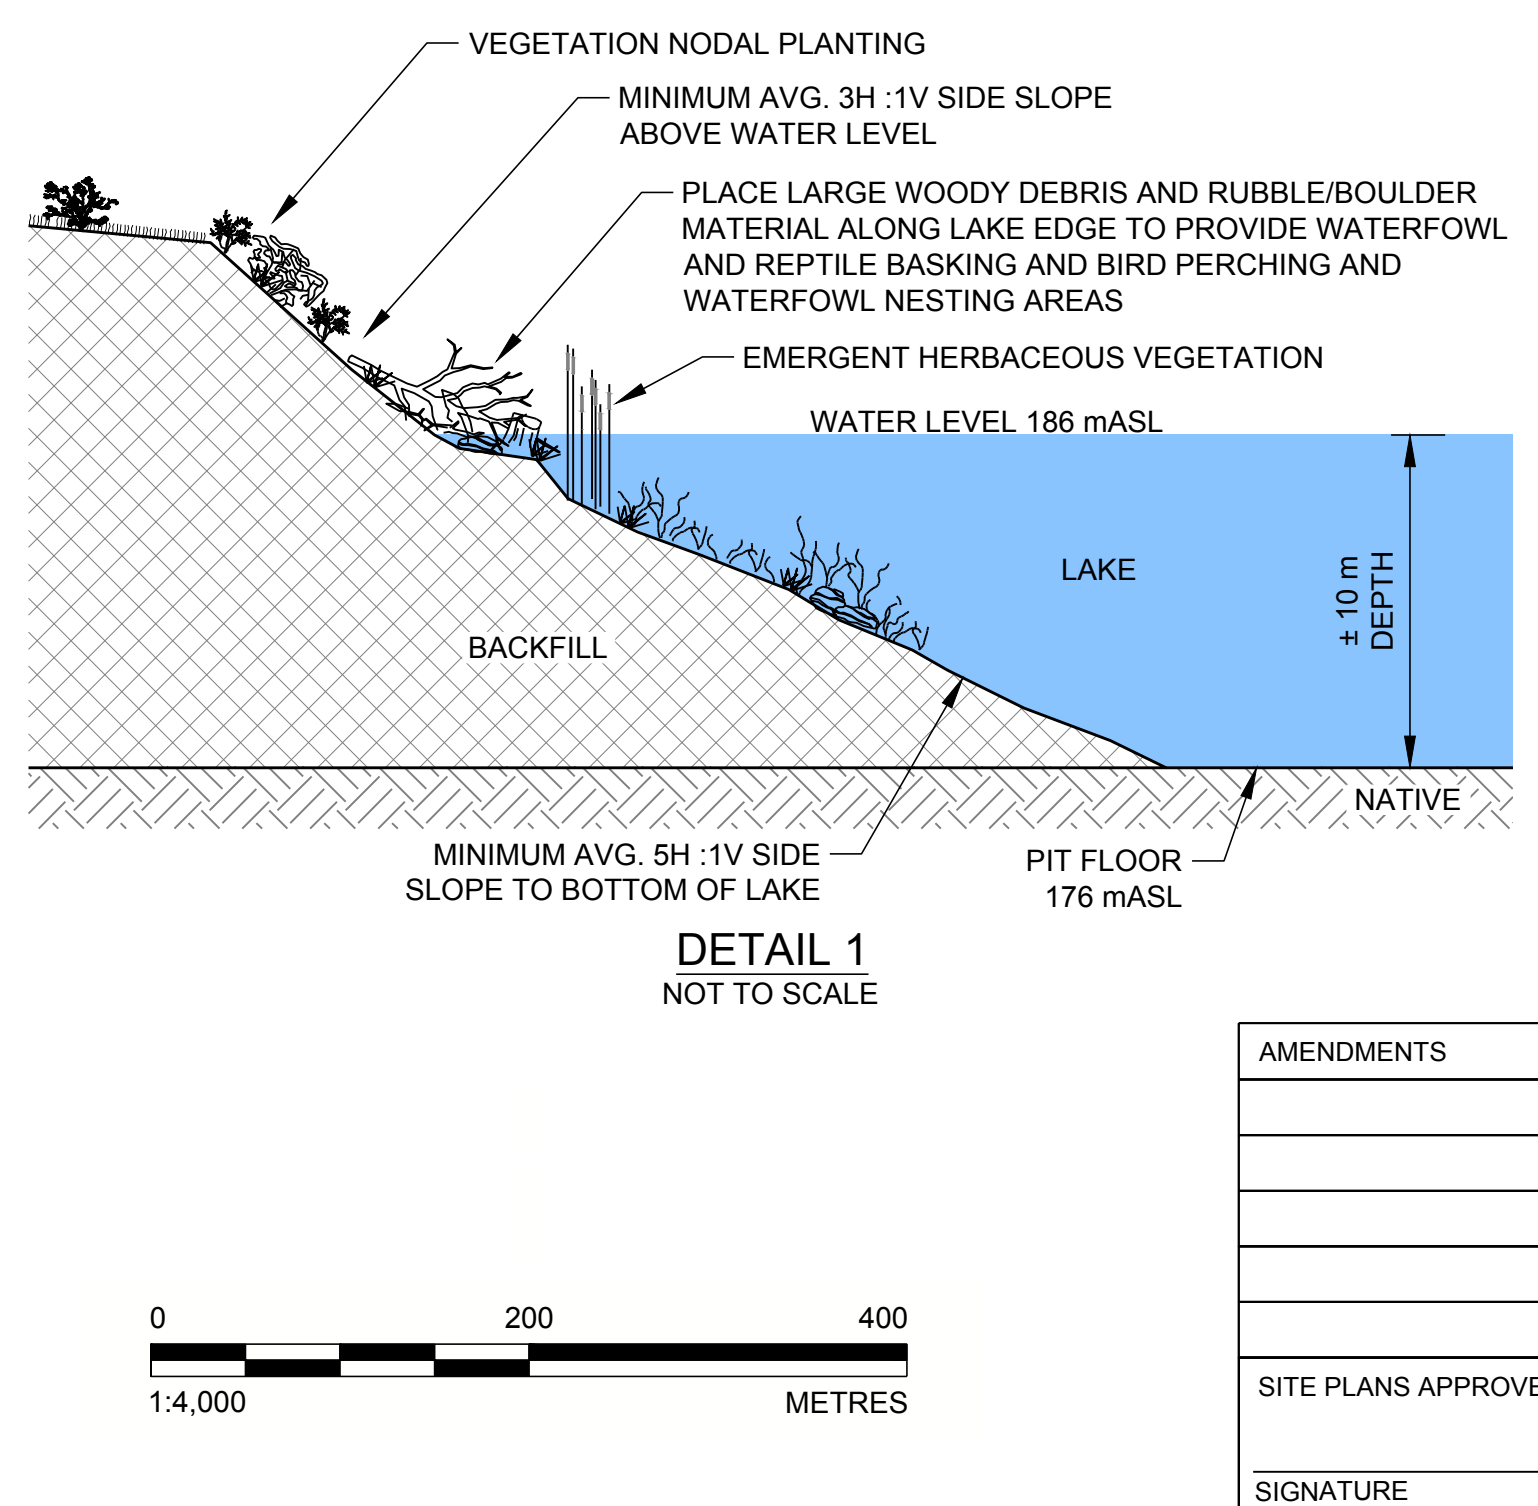 VEGETATION NODAL PLANTING
MINIMUM AVG. 3H :1V SIDE SLOPE
ABOVE WATER LEVEL
PLACE LARGE WOODY DEBRIS AND RUBBLE/BOULDER
MATERIAL ALONG LAKE EDGE TO PROVIDE WATERFOWL
AND REPTILE BASKING AND BIRD PERCHING AND
WATERFOWL NESTING AREAS
EMERGENT HERBACEOUS VEGETATION
WATER LEVEL 186 mASL
LAKE
± 10 m
DEPTH
BACKFILL
NATIVE
MINIMUM AVG. 5H :1V SIDE
SLOPE TO BOTTOM OF LAKE
PIT FLOOR
176 mASL
DETAIL 1
NOT TO SCALE
AMENDMENTS
0 200 400
1:4,000 METRES
SITE PLANS APPROVE
SIGNATURE